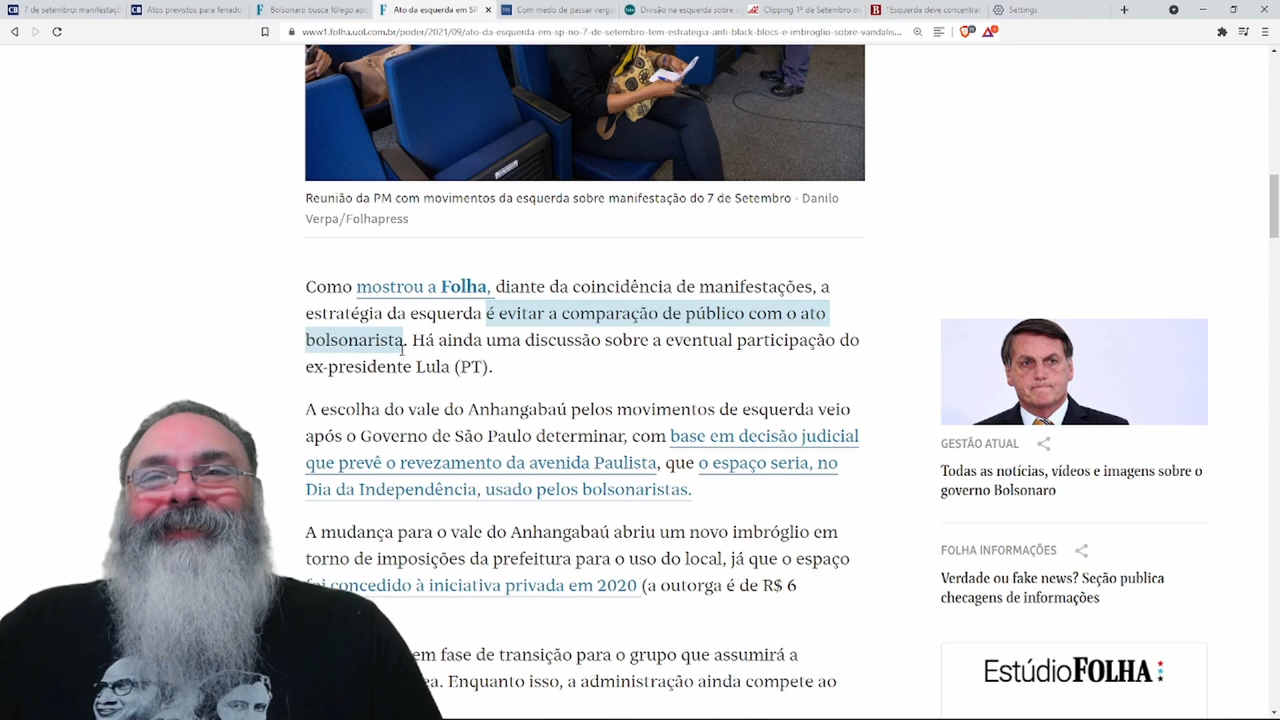 7 de setembro: manifestaçã
Atos previstos para feriado
Bolsonaro busca fôlego apó
Ato da esquerda em SP
Com medo de passar vergo
Divisão na esquerda sobre
Clipping 1º de Setembro d
"Esquerda deve concentrar
Settings
www1.folha.uol.com.br/poder/2021/09/ato-da-esquerda-em-sp-no-7-de-setembro-tem-estrategia-anti-black-blocs-e-imbroglio-sobre-vandalis...
Reunião da PM com movimentos da esquerda sobre manifestação do 7 de Setembro - Danilo
Verpa/Folhapress
Como mostrou a Folha, diante da coincidência de manifestações, a
estratégia da esquerda é evitar a comparação de público com o ato
bolsonarista. Há ainda uma discussão sobre a eventual participação do
ex-presidente Lula (PT).
A escolha do vale do Anhangabaú pelos movimentos de esquerda veio
após o Governo de São Paulo determinar, com base em decisão judicial
que prevê o revezamento da avenida Paulista, que o espaço seria, no
Dia da Independência, usado pelos bolsonaristas.
A mudança para o vale do Anhangabaú abriu um novo imbróglio em
torno de imposições da prefeitura para o uso do local, já que o espaço
foi concedido à iniciativa privada em 2020 (a outorga é de R$ 6
em fase de transição para o grupo que assumirá a
Enquanto isso, a administração ainda compete ao
GESTÃO ATUAL
Todas as notícias, vídeos e imagens sobre o
governo Bolsonaro
FOLHA INFORMAÇÕES
Verdade ou fake news? Seção publica
checagens de informações
Estúdio FOLHA